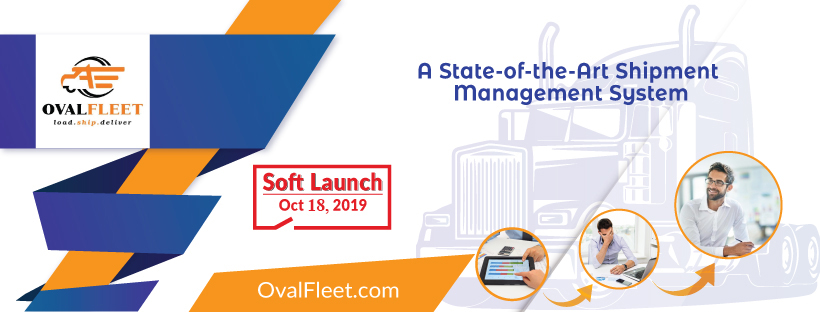 OVALFLEET
load.ship.deliver
A State-of-the-Art Shipment
Management System
Soft Launch
Oct 18, 2019
OvalFleet.com